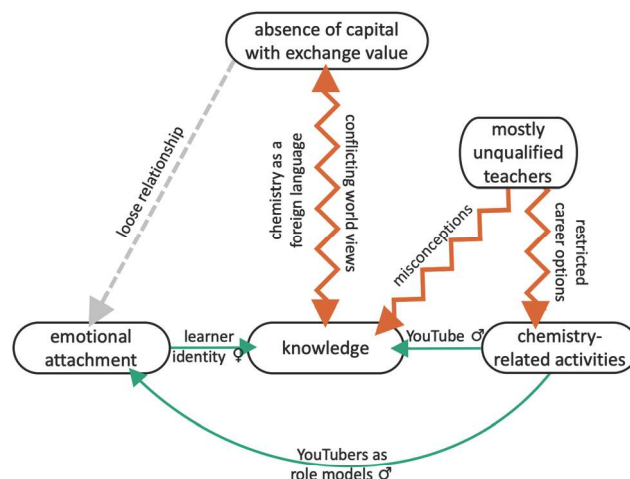 absence of capital
with exchange value
loose relationship
chemistry as a
foreign language
conflicting world views
mostly
unqualified
teachers
misconceptions
restricted
career options
emotional
attachment
learner
identity ♀
knowledge
YouTube ♂
chemistry-
related activities
YouTubers as
role models ♂